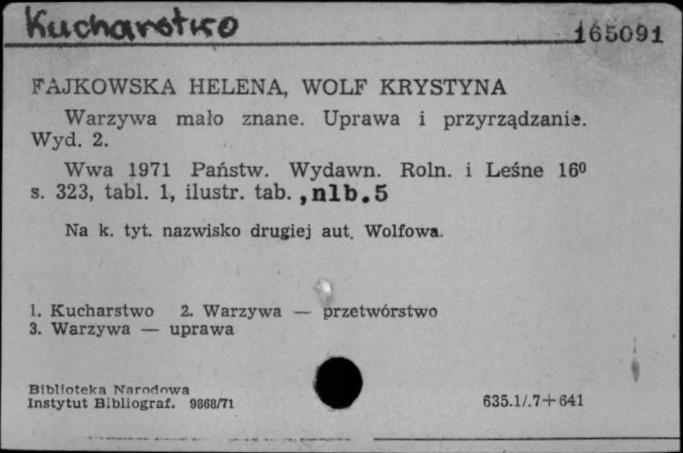 Kucharstwo
165091
FAJKOWSKA HELENA, WOLF KRYSTYNA
Warzywa mało znane. Uprawa i przyrządzanie.
Wyd. 2.
Wwa 1971 Państw. Wydawn. Roln. i Leśne 16⁰
s. 323, tabl. 1, ilustr. tab. , nlb. 5
Na k. tyt. nazwisko drugiej aut. Wolfowa.
1. Kucharstwo 2. Warzywa — przetwórstwo
3. Warzywa — uprawa
Biblioteka Narodowa
Instytut Bibliograf. 9868/71
635.1/.7+641